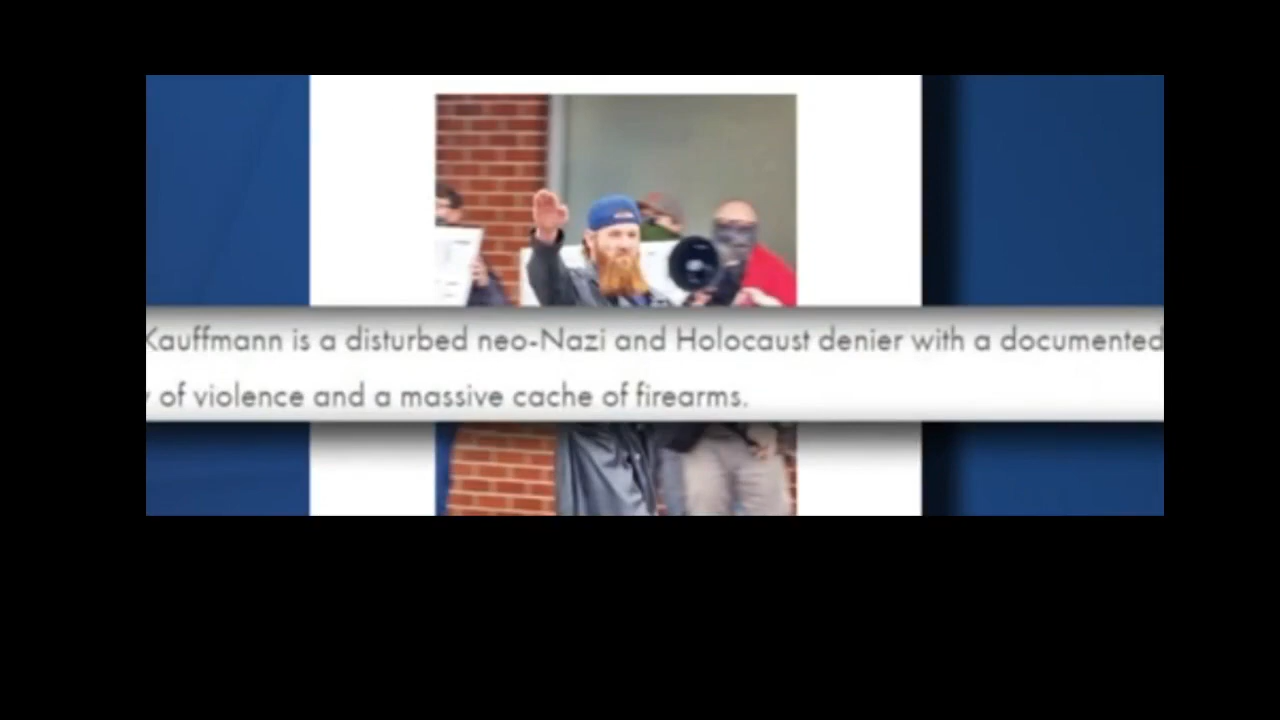 Kauffmann is a disturbed neo-Nazi and Holocaust denier with a documented
of violence and a massive cache of firearms.